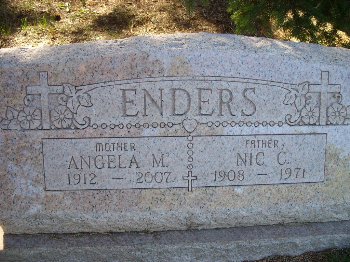 ENDERS
MOTHER FATHER
ANGELA M. NIC C.
1912 – 2007 1908 – 1971